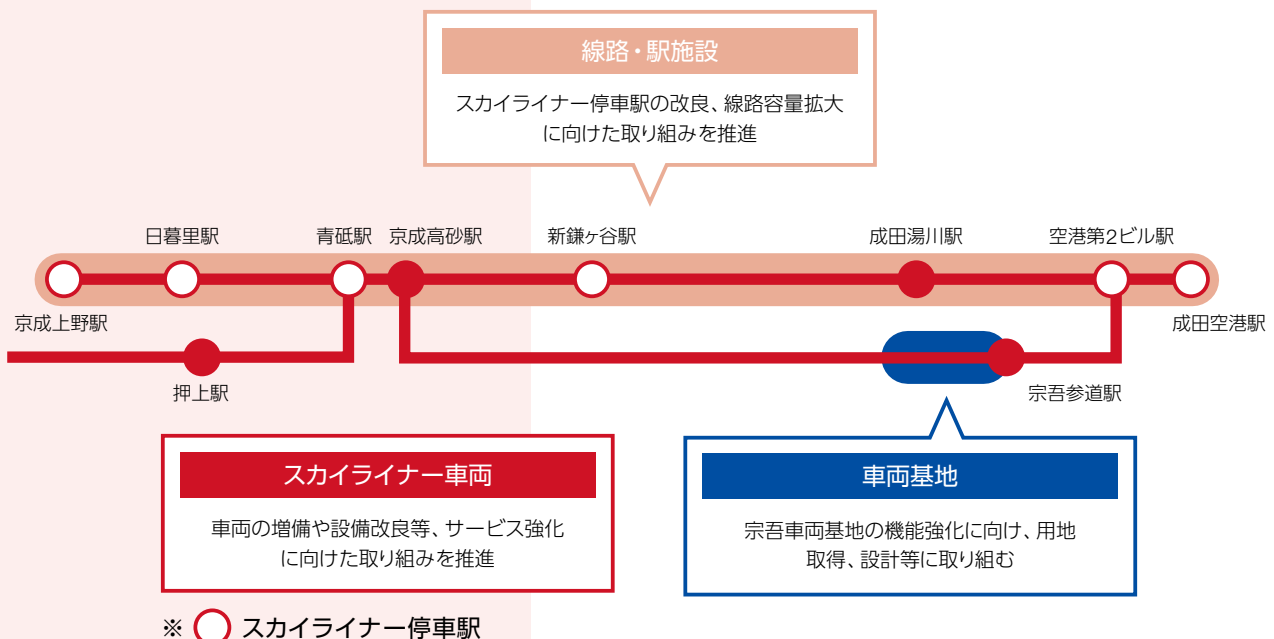 線路・駅施設
スカイライナー停車駅の改良、線路容量拡大
に向けた取り組みを推進
日暮里駅
青砥駅
京成高砂駅
新鎌ヶ谷駅
成田湯川駅
空港第2ビル駅
京成上野駅
成田空港駅
押上駅
宗吾参道駅
スカイライナー車両
車両の増備や設備改良等、サービス強化
に向けた取り組みを推進
車両基地
宗吾車両基地の機能強化に向け、用地
取得、設計等に取り組む
※ スカイライナー停車駅